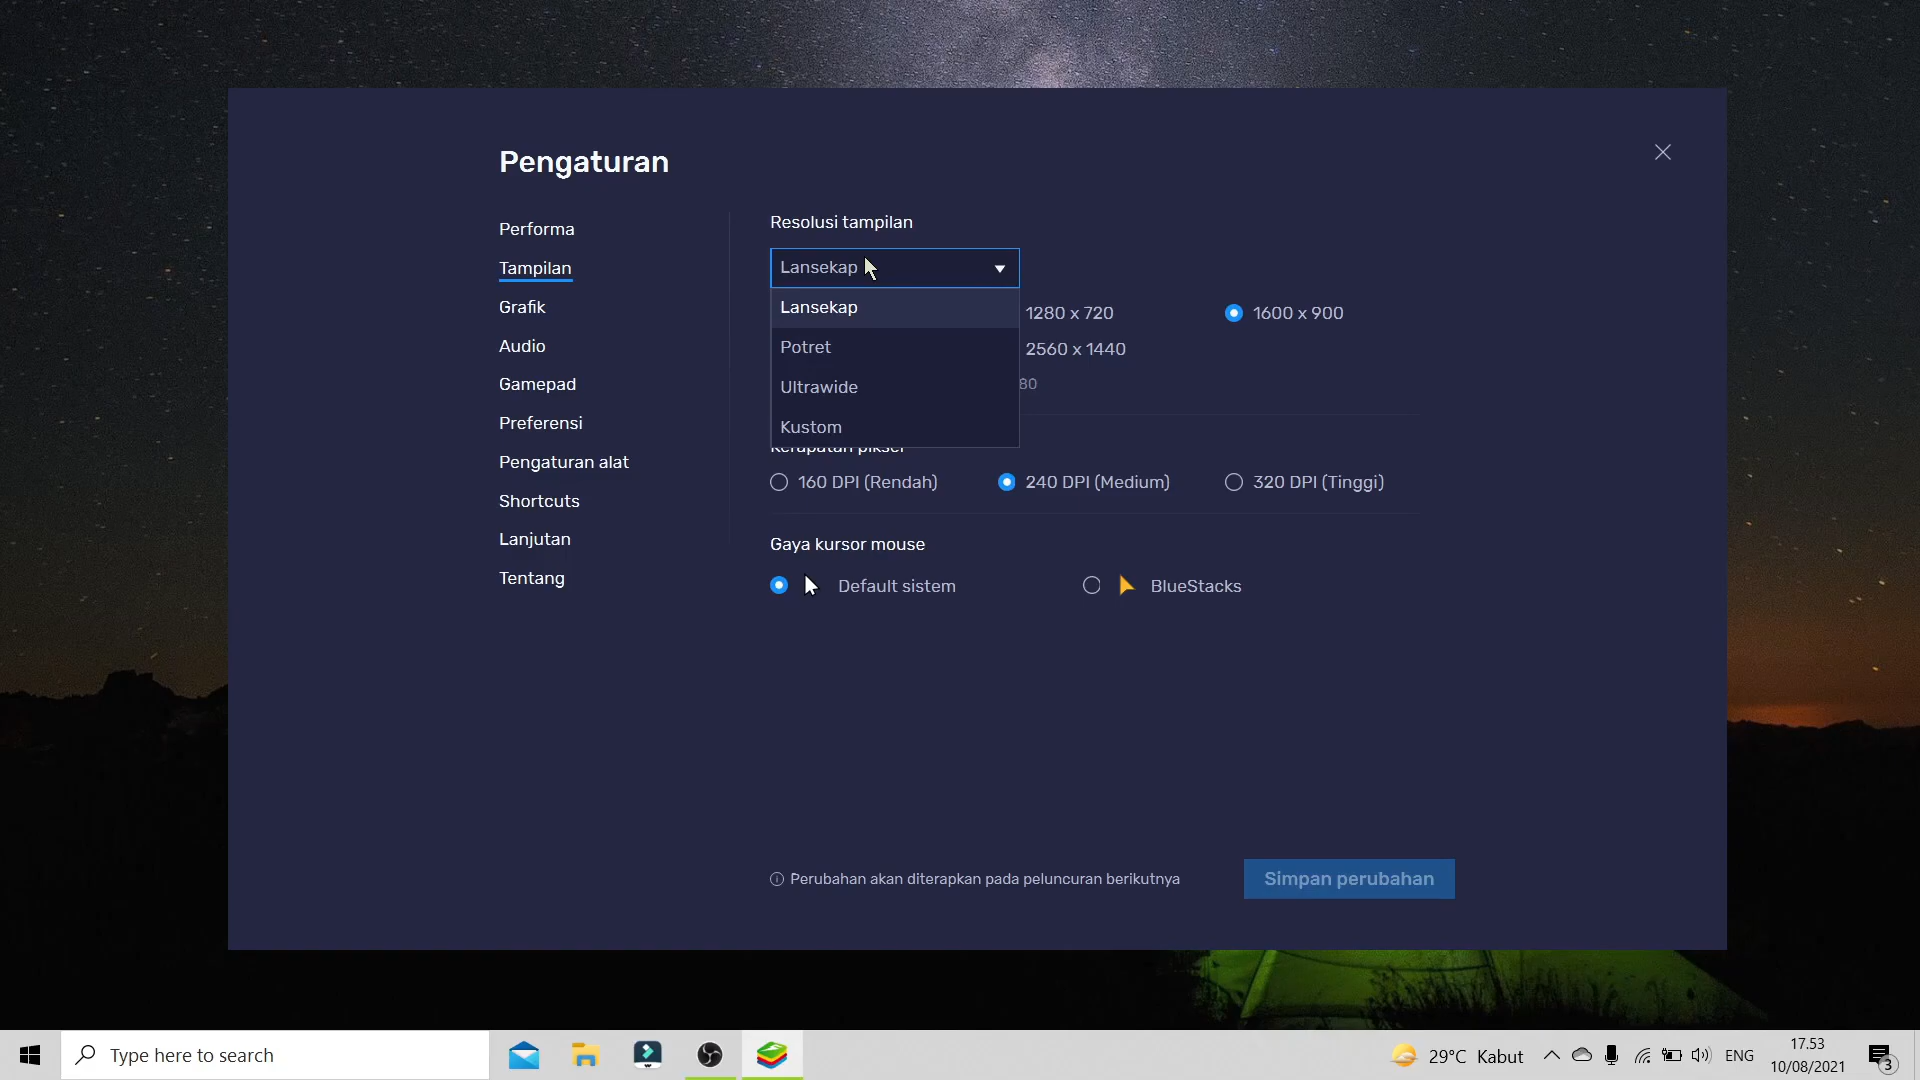 Pengaturan
Performa
Tampilan
Grafik
Audio
Gamepad
Preferensi
Pengaturan alat
Shortcuts
Lanjutan
Tentang
Resolusi tampilan
Lansekap
Lansekap
Potret
Ultrawide
Kustom
1280 x 720
1600 x 900
2560 x 1440
80
Kerapatan piksel
160 DPI (Rendah)
240 DPI (Medium)
320 DPI (Tinggi)
Gaya kursor mouse
Default sistem
BlueStacks
Perubahan akan diterapkan pada peluncuran berikutnya
Simpan perubahan
Type here to search
29°C Kabut
ENG
17.53
10/08/2021
3